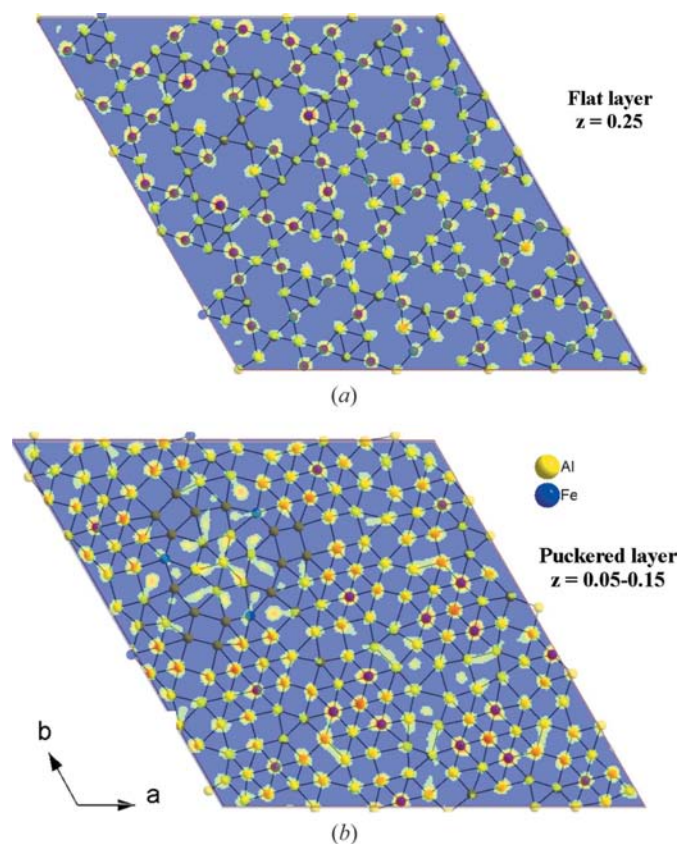 Flat layer
z = 0.25
(a)
Al
Fe
Puckered layer
z = 0.05-0.15
b
a
(b)